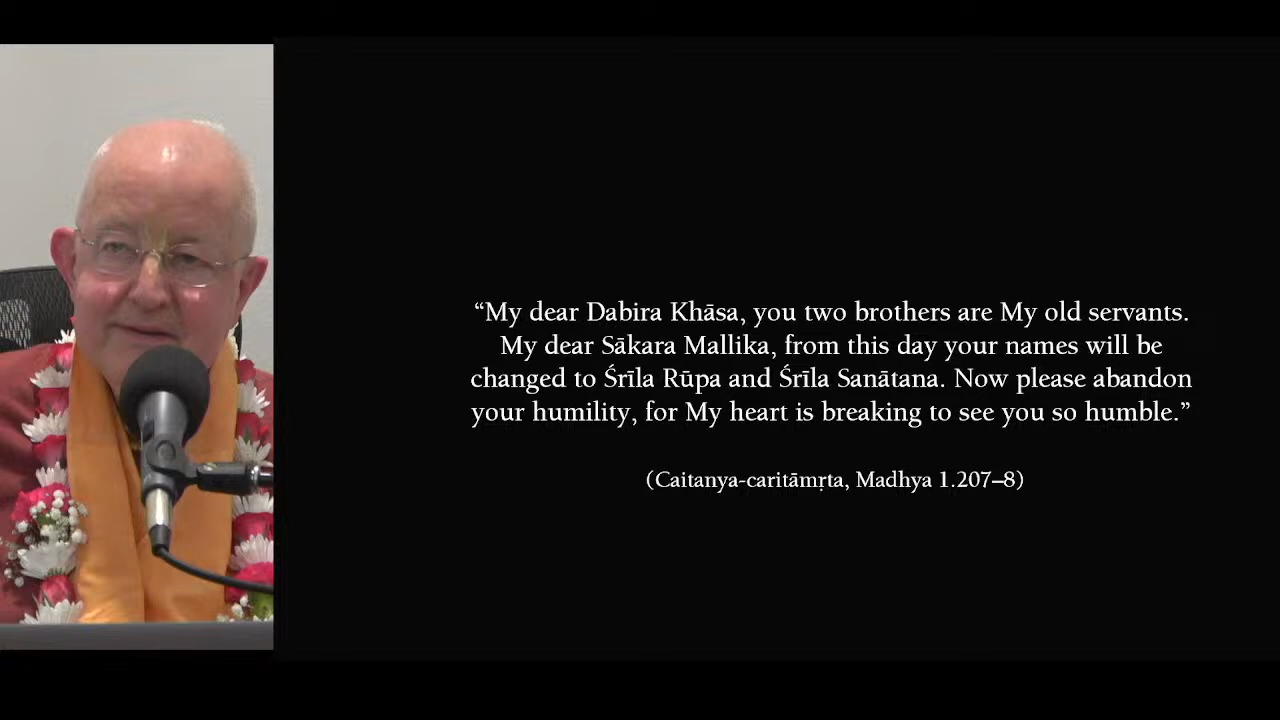 “My dear Dabira Khāsa, you two brothers are My old servants.
My dear Sākara Mallika, from this day your names will be
changed to Śrīla Rūpa and Śrīla Sanātana. Now please abandon
your humility, for My heart is breaking to see you so humble.”
(Caitanya-caritāmṛta, Madhya 1.207–8)